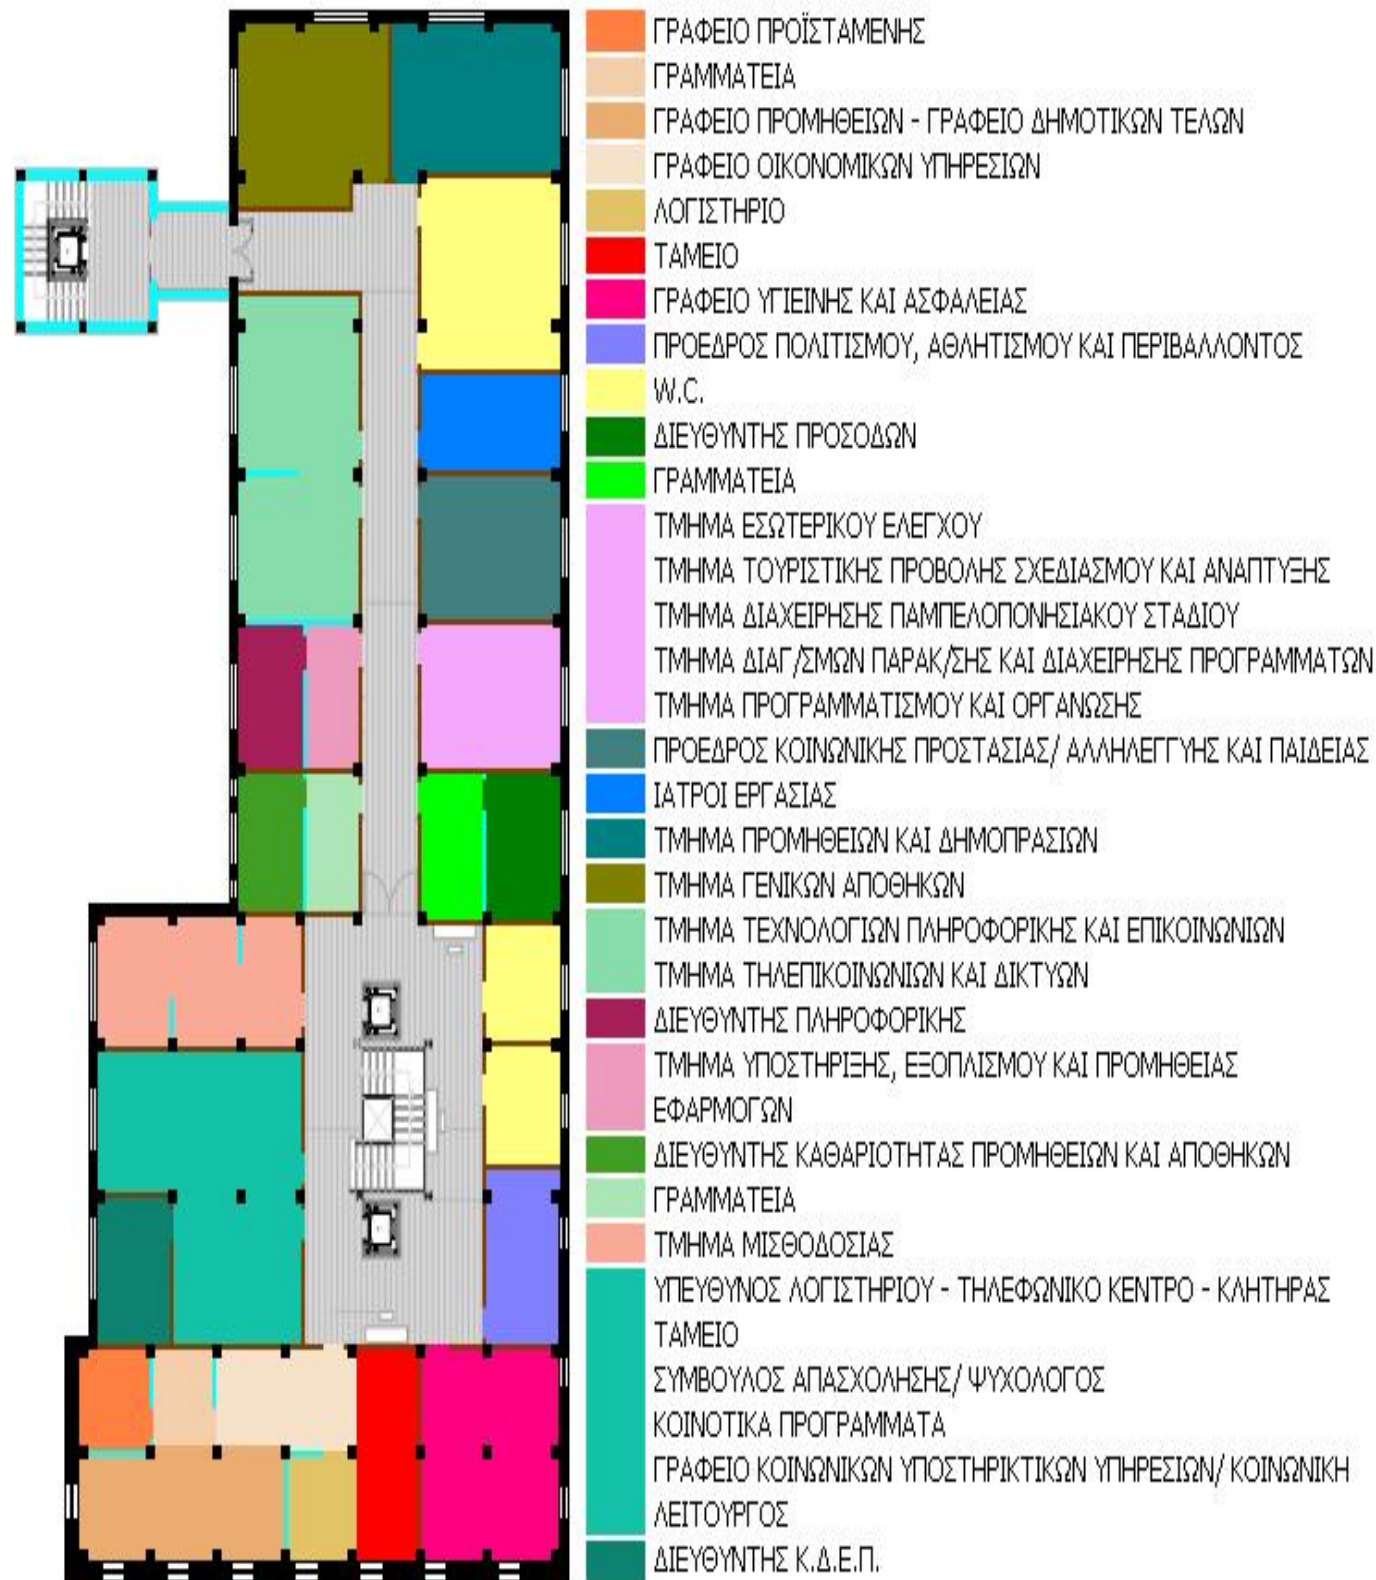 ΓΡΑΦΕΙΟ ΠΡΟΪΣΤΑΜΕΝΗΣ
ΓΡΑΜΜΑΤΕΙΑ
ΓΡΑΦΕΙΟ ΠΡΟΜΗΘΕΙΩΝ - ΓΡΑΦΕΙΟ ΔΗΜΟΤΙΚΩΝ ΤΕΛΩΝ
ΓΡΑΦΕΙΟ ΟΙΚΟΝΟΜΙΚΩΝ ΥΠΗΡΕΣΙΩΝ
ΛΟΓΙΣΤΗΡΙΟ
ΤΑΜΕΙΟ
ΓΡΑΦΕΙΟ ΥΓΙΕΙΝΗΣ ΚΑΙ ΑΣΦΑΛΕΙΑΣ
ΠΡΟΕΔΡΟΣ ΠΟΛΙΤΙΣΜΟΥ, ΑΘΛΗΤΙΣΜΟΥ ΚΑΙ ΠΕΡΙΒΑΛΛΟΝΤΟΣ
W.C.
ΔΙΕΥΘΥΝΤΗΣ ΠΡΟΣΟΔΩΝ
ΓΡΑΜΜΑΤΕΙΑ
ΤΜΗΜΑ ΕΣΩΤΕΡΙΚΟΥ ΕΛΕΓΧΟΥ
ΤΜΗΜΑ ΤΟΥΡΙΣΤΙΚΗΣ ΠΡΟΒΟΛΗΣ ΣΧΕΔΙΑΣΜΟΥ ΚΑΙ ΑΝΑΠΤΥΞΗΣ
ΤΜΗΜΑ ΔΙΑΧΕΙΡΗΣΗΣ ΠΑΜΠΕΛΟΠΟΝΗΣΙΑΚΟΥ ΣΤΑΔΙΟΥ
ΤΜΗΜΑ ΔΙΑΓ/ΣΜΩΝ ΠΑΡΑΚ/ΣΗΣ ΚΑΙ ΔΙΑΧΕΙΡΗΣΗΣ ΠΡΟΓΡΑΜΜΑΤΩΝ
ΤΜΗΜΑ ΠΡΟΓΡΑΜΜΑΤΙΣΜΟΥ ΚΑΙ ΟΡΓΑΝΩΣΗΣ
ΠΡΟΕΔΡΟΣ ΚΟΙΝΩΝΙΚΗΣ ΠΡΟΣΤΑΣΙΑΣ/ ΑΛΛΗΛΕΓΓΥΗΣ ΚΑΙ ΠΑΙΔΕΙΑΣ
ΙΑΤΡΟΙ ΕΡΓΑΣΙΑΣ
ΤΜΗΜΑ ΠΡΟΜΗΘΕΙΩΝ ΚΑΙ ΔΗΜΟΠΡΑΣΙΩΝ
ΤΜΗΜΑ ΓΕΝΙΚΩΝ ΑΠΟΘΗΚΩΝ
ΤΜΗΜΑ ΤΕΧΝΟΛΟΓΙΩΝ ΠΛΗΡΟΦΟΡΙΚΗΣ ΚΑΙ ΕΠΙΚΟΙΝΩΝΙΩΝ
ΤΜΗΜΑ ΤΗΛΕΠΙΚΟΙΝΩΝΙΩΝ ΚΑΙ ΔΙΚΤΥΩΝ
ΔΙΕΥΘΥΝΤΗΣ ΠΛΗΡΟΦΟΡΙΚΗΣ
ΤΜΗΜΑ ΥΠΟΣΤΗΡΙΞΗΣ, ΕΞΟΠΛΙΣΜΟΥ ΚΑΙ ΠΡΟΜΗΘΕΙΑΣ
ΕΦΑΡΜΟΓΩΝ
ΔΙΕΥΘΥΝΤΗΣ ΚΑΘΑΡΙΟΤΗΤΑΣ ΠΡΟΜΗΘΕΙΩΝ ΚΑΙ ΑΠΟΘΗΚΩΝ
ΓΡΑΜΜΑΤΕΙΑ
ΤΜΗΜΑ ΜΙΣΘΟΔΟΣΙΑΣ
ΥΠΕΥΘΥΝΟΣ ΛΟΓΙΣΤΗΡΙΟΥ - ΤΗΛΕΦΩΝΙΚΟ ΚΕΝΤΡΟ - ΚΛΗΤΗΡΑΣ
ΤΑΜΕΙΟ
ΣΥΜΒΟΥΛΟΣ ΑΠΑΣΧΟΛΗΣΗΣ/ ΨΥΧΟΛΟΓΟΣ
ΚΟΙΝΟΤΙΚΑ ΠΡΟΓΡΑΜΜΑΤΑ
ΓΡΑΦΕΙΟ ΚΟΙΝΩΝΙΚΩΝ ΥΠΟΣΤΗΡΙΚΤΙΚΩΝ ΥΠΗΡΕΣΙΩΝ/ ΚΟΙΝΩΝΙΚΗ
ΛΕΙΤΟΥΡΓΟΣ
ΔΙΕΥΘΥΝΤΗΣ Κ.Δ.Ε.Π.